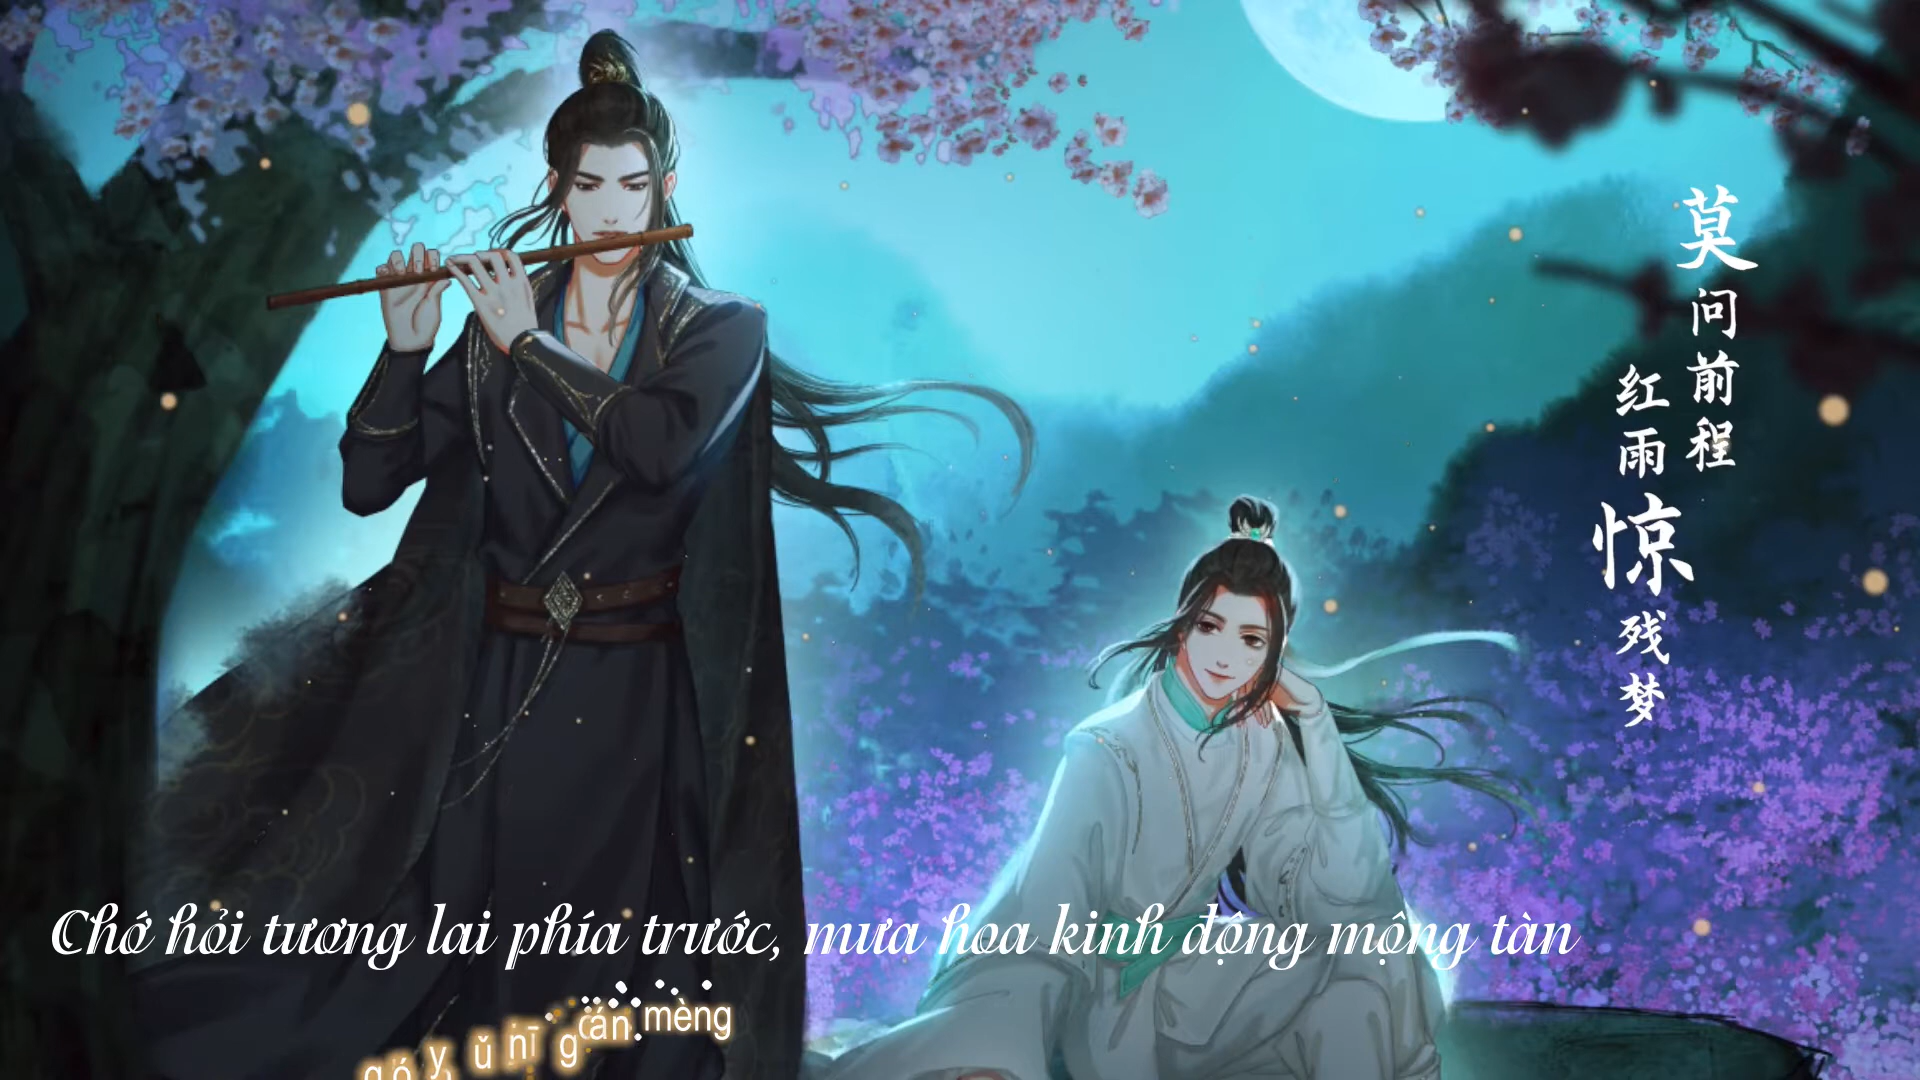 莫问前程
红雨惊残梦
Chớ hỏi tương lai phía trước, mưa hoa kinh động mộng tàn
cán mèng